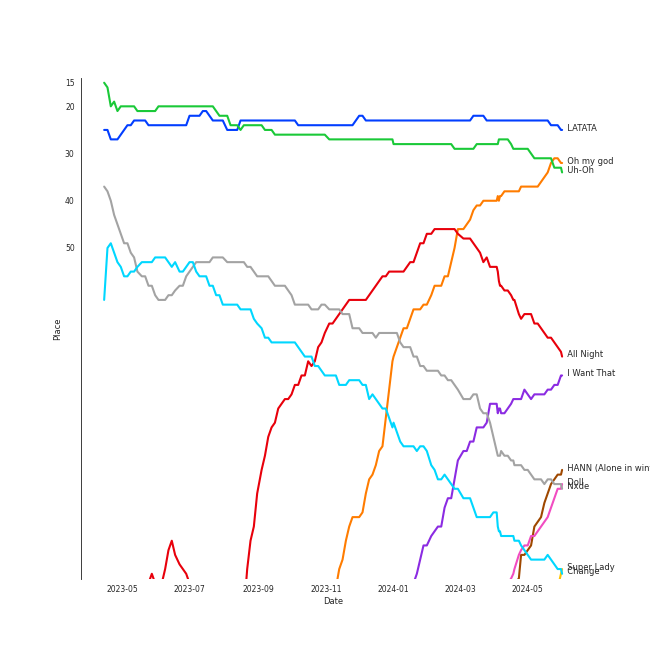 15
20
30
40
50
Place
LATATA
Oh my god
Uh-Oh
All Night
I Want That
HANN (Alone in win
Nxde
Super Lady
Change
2023-05
2023-07
2023-09
2023-11
2024-01
2024-03
2024-05
Date